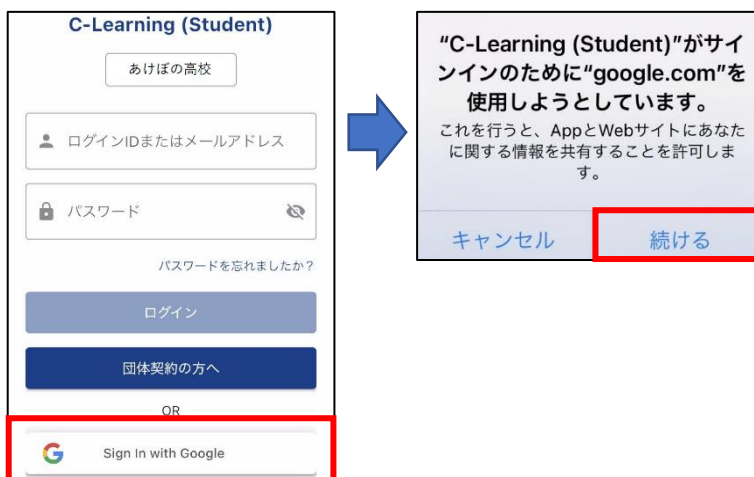 C-Learning (Student)
あけぼの高校
ログインIDまたはメールアドレス
パスワード
パスワードを忘れましたか?
ログイン
団体契約の方へ
OR
Sign In with Google
“C-Learning (Student)”がサイ
ンインのために“google.com”を
使用しようとしています。
これを行うと、AppとWebサイトにあなた
に関する情報を共有することを許可しま
す。
キャンセル
続ける